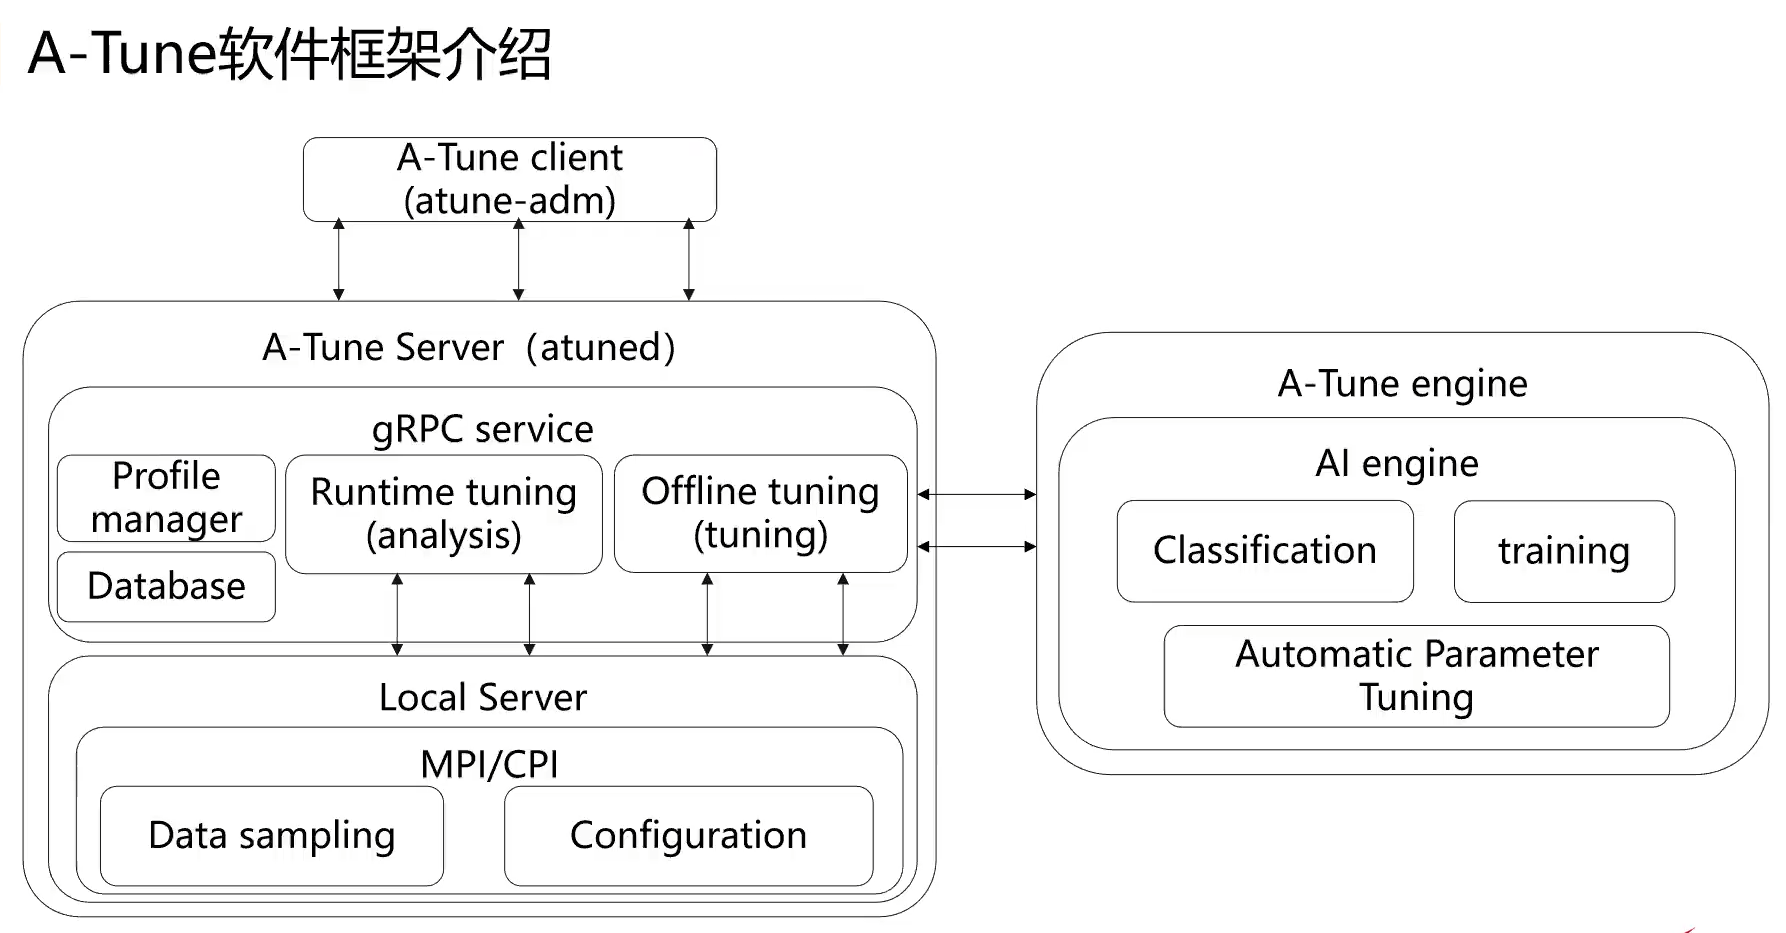 A-Tune软件框架介绍
A-Tune client
(atune-adm)
A-Tune Server（atuned）
gRPC service
Profile
manager
Database
Runtime tuning
(analysis)
Offline tuning
(tuning)
Local Server
MPI/CPI
Data sampling
Configuration
A-Tune engine
AI engine
Classification
training
Automatic Parameter
Tuning